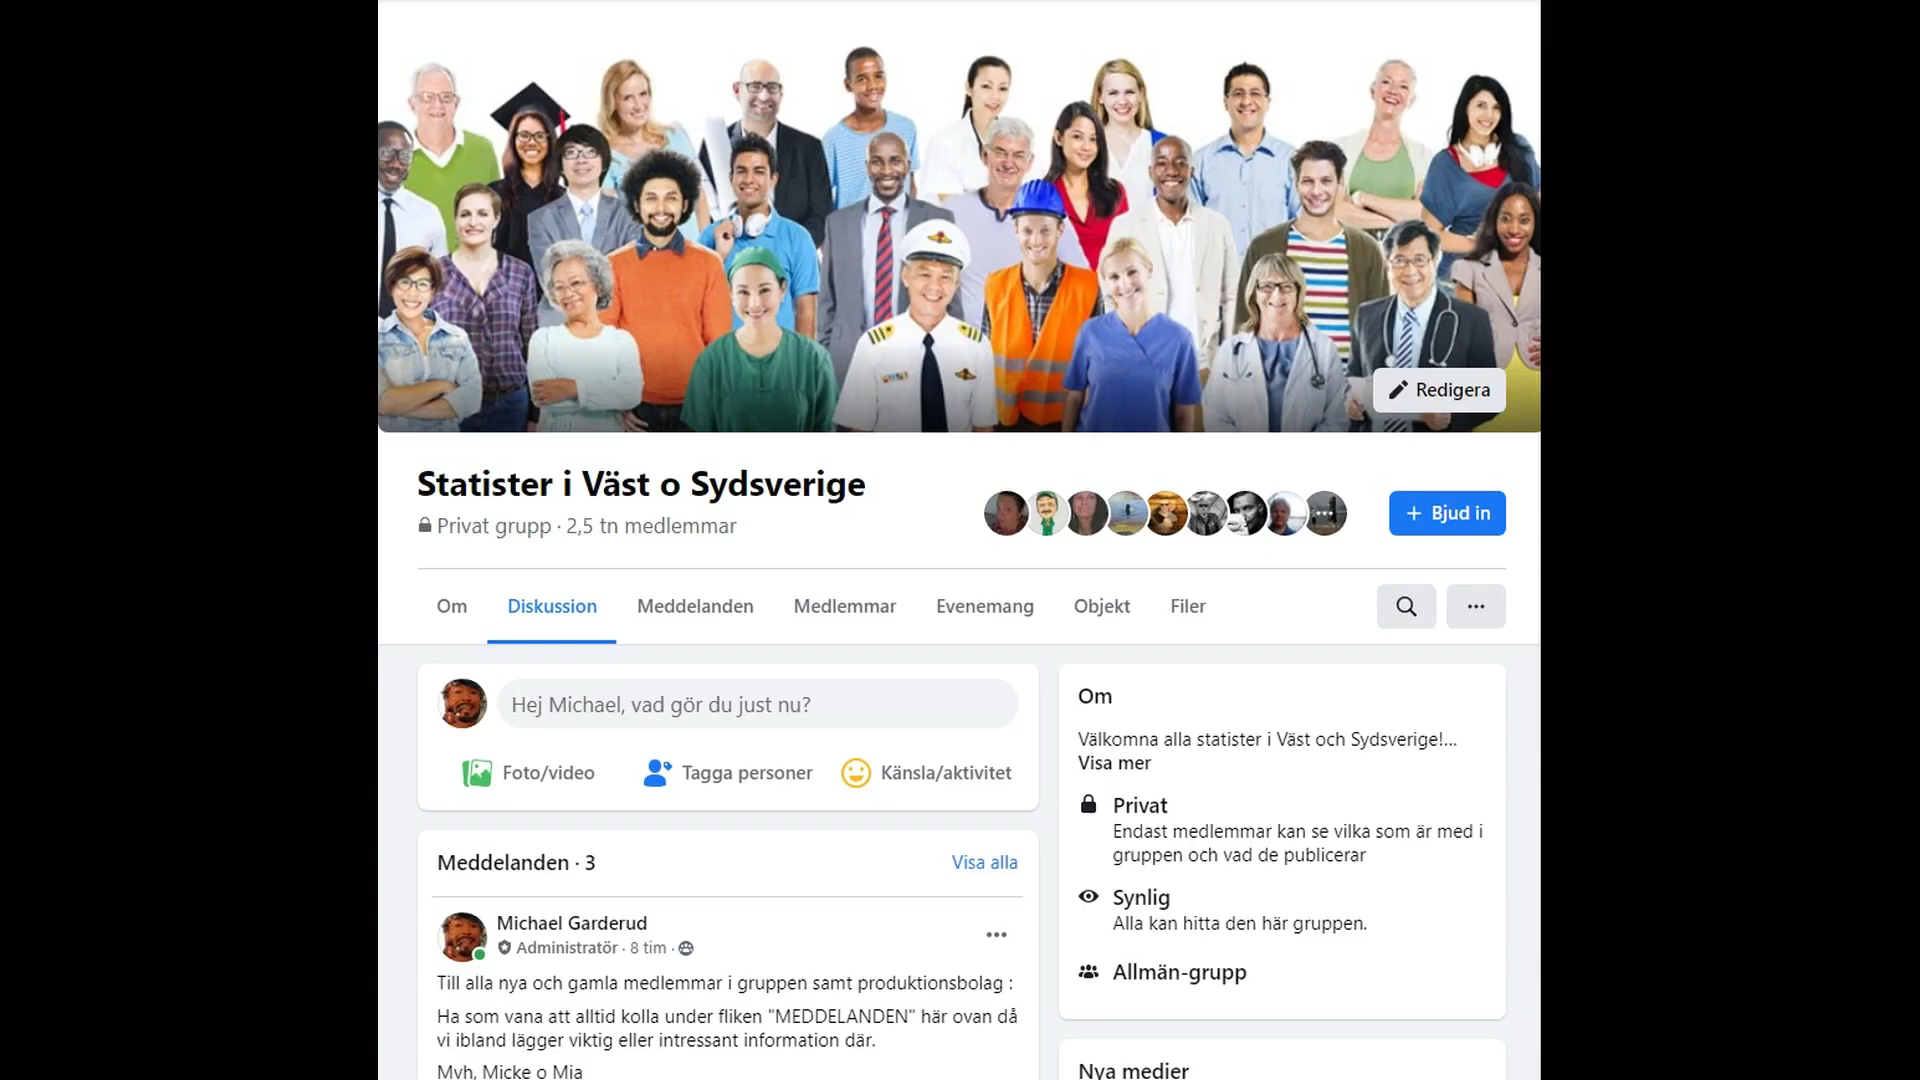 Redigera
Statister i Väst o Sydsverige
Privat grupp · 2,5 tn medlemmar
+ Bjud in
Om Diskussion Meddelanden Medlemmar Evenemang Objekt Filer
Hej Michael, vad gör du just nu?
Foto/video Tagga personer Känsla/aktivitet
Meddelanden · 3 Visa alla
Michael Garderud
Administratör · 8 tim ·
Till alla nya och gamla medlemmar i gruppen samt produktionsbolag :
Ha som vana att alltid kolla under fliken "MEDDELANDEN" här ovan då
vi ibland lägger viktig eller intressant information där.
Mvh, Micke o Mia
Om
Välkomna alla statister i Väst och Sydsverige!...
Visa mer
Privat
Endast medlemmar kan se vilka som är med i
gruppen och vad de publicerar
Synlig
Alla kan hitta den här gruppen.
Allmän-grupp
Nya medier